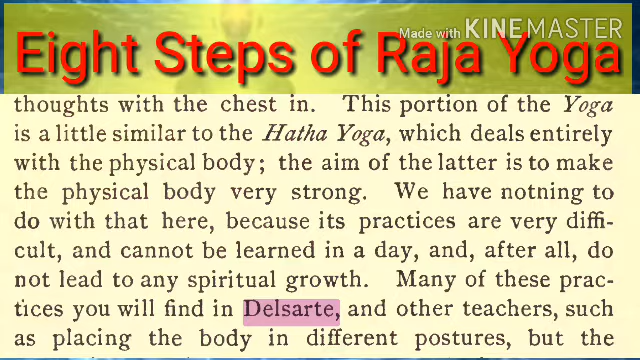 Made with KINEMASTER
Eight Steps of Raja Yoga
thoughts with the chest in. This portion of the Yoga
is a little similar to the Hatha Yoga, which deals entirely
with the physical body; the aim of the latter is to make
the physical body very strong. We have notning to
do with that here, because its practices are very diffi-
cult, and cannot be learned in a day, and, after all, do
not lead to any spiritual growth. Many of these prac-
tices you will find in Delsarte, and other teachers, such
as placing the body in different postures, but the